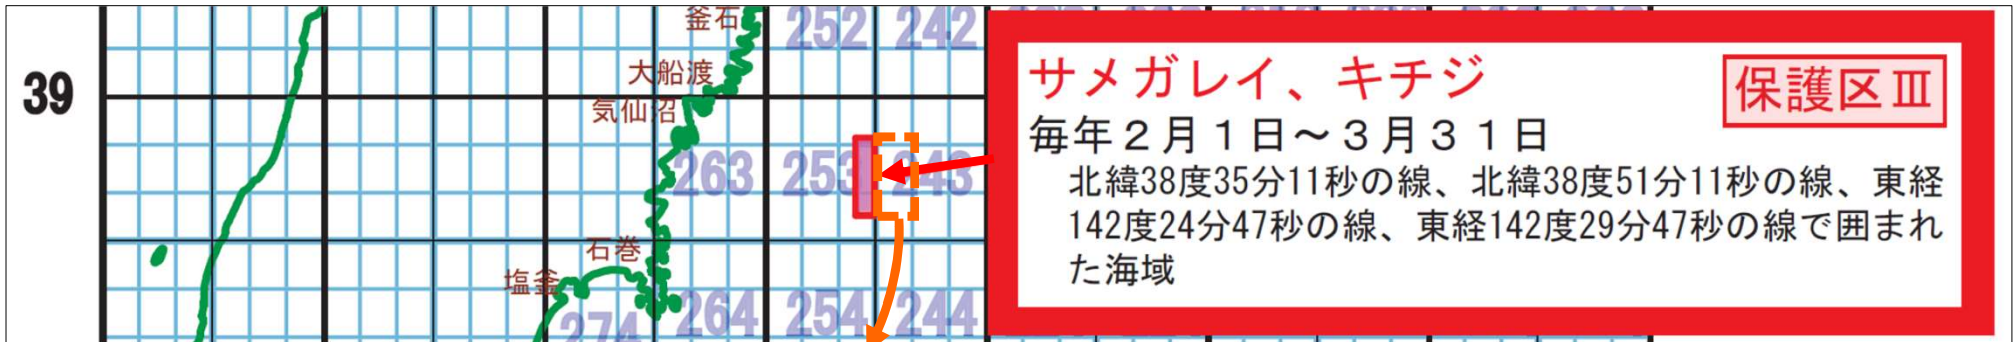 釜石
252 242
大船渡
39
気仙沼
263 253 243
石巻
塩釜
274 264 254 244
サメガレイ、キチジ
保護区Ⅲ
毎年２月１日～３月３１日
北緯38度35分11秒の線、北緯38度51分11秒の線、東経
142度24分47秒の線、東経142度29分47秒の線で囲まれ
た海域